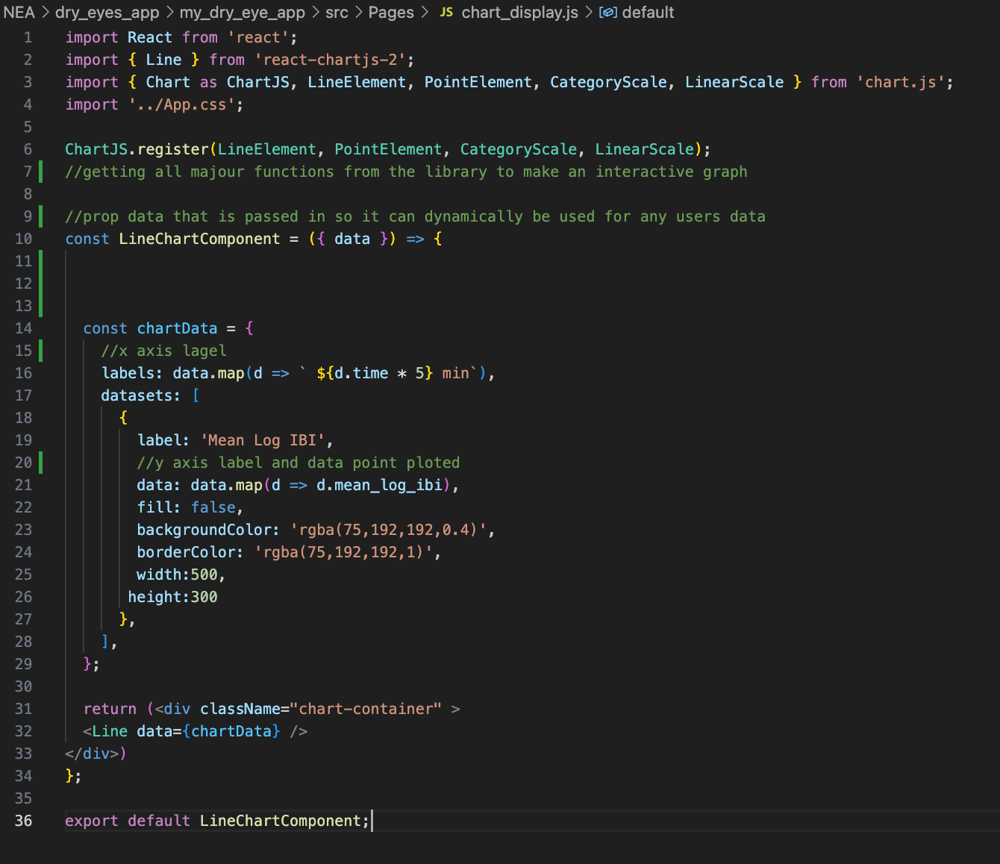 NEA > dry_eyes_app > my_dry_eye_app > src > Pages > JS chart_display.js > default
1 import React from 'react';
2 import { Line } from 'react-chartjs-2';
3 import { Chart as ChartJS, LineElement, PointElement, CategoryScale, LinearScale } from 'chart.js';
4 import '../App.css';
5
6 ChartJS.register(LineElement, PointElement, CategoryScale, LinearScale);
7 //getting all majour functions from the library to make an interactive graph
8
9 //prop data that is passed in so it can dynamically be used for any users data
10 const LineChartComponent = ({ data }) => {
11
12
13
14   const chartData = {
15     //x axis lagel
16     labels: data.map(d => ` ${d.time * 5} min`),
17     datasets: [
18       {
19         label: 'Mean Log IBI',
20         //y axis label and data point ploted
21         data: data.map(d => d.mean_log_ibi),
22         fill: false,
23         backgroundColor: 'rgba(75,192,192,0.4)',
24         borderColor: 'rgba(75,192,192,1)',
25         width:500,
26        height:300
27       },
28     ],
29   };
30
31   return (<div className="chart-container" >
32   <Line data={chartData} />
33 </div>)
34 };
35
36 export default LineChartComponent;